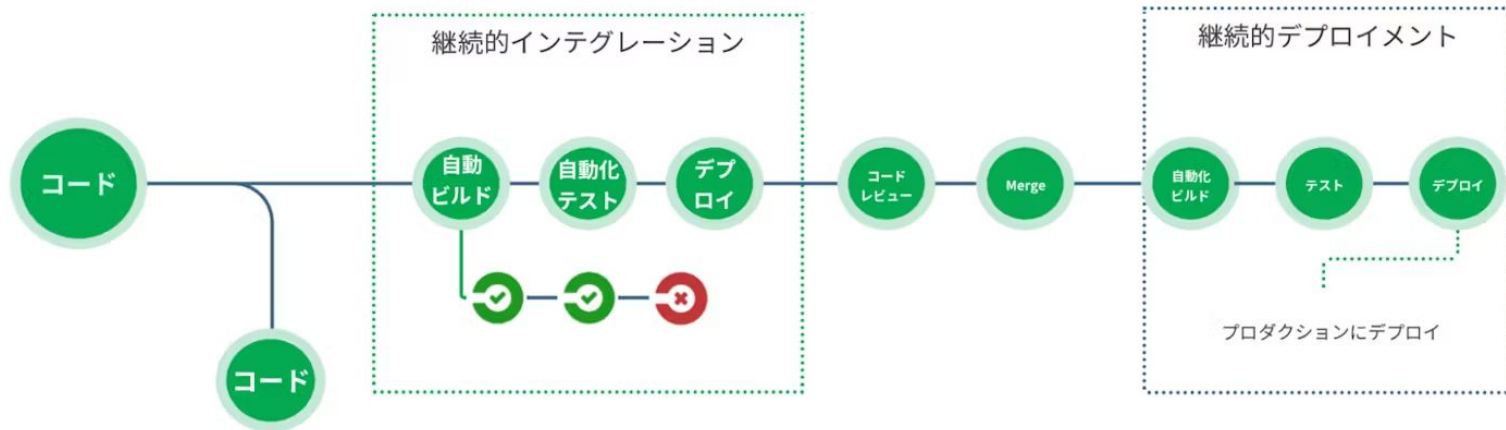 継続的インテグレーション
継続的デプロイメント
コード
自動
ビルド
自動化
テスト
デプ
ロイ
コード
レビュー
Merge
自動化
ビルド
テスト
デプロイ
プロダクションにデプロイ
コード